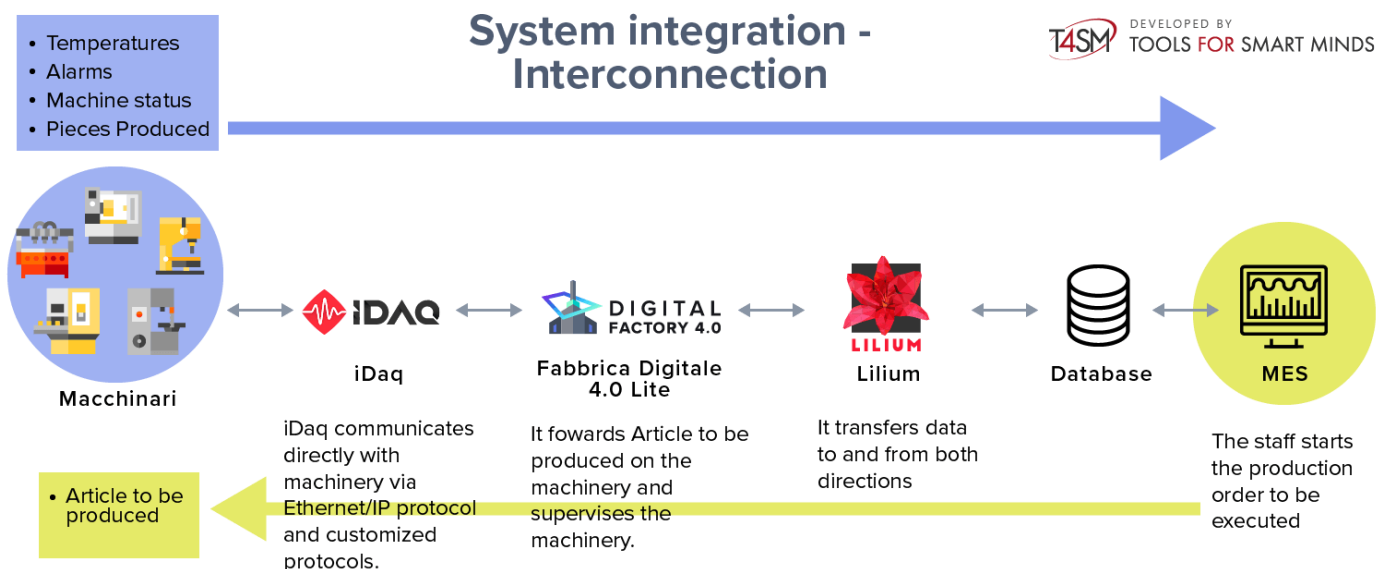 • Temperatures
• Alarms
• Machine status
• Pieces Produced
System integration -
Interconnection
T4SM
DEVELOPED BY
TOOLS FOR SMART MINDS
iDAQ
DIGITAL
FACTORY 4.0
LILIUM
Macchinari
iDaq
Fabbrica Digitale
4.0 Lite
Lilium
Database
MES
iDaq communicates
directly with
machinery via
Ethernet/IP protocol
and customized
protocols.
It fowards Article to be
produced on the
machinery and
supervises the
machinery.
It transfers data
to and from both
directions
The staff starts
the production
order to be
executed
• Article to be
produced